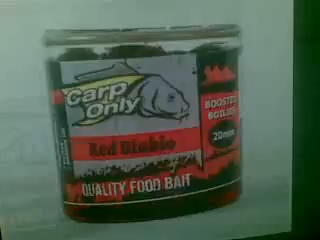 Carp
Only
BOOSTED
BOILIES
20mm
Red Diablo
QUALITY FOOD BAIT